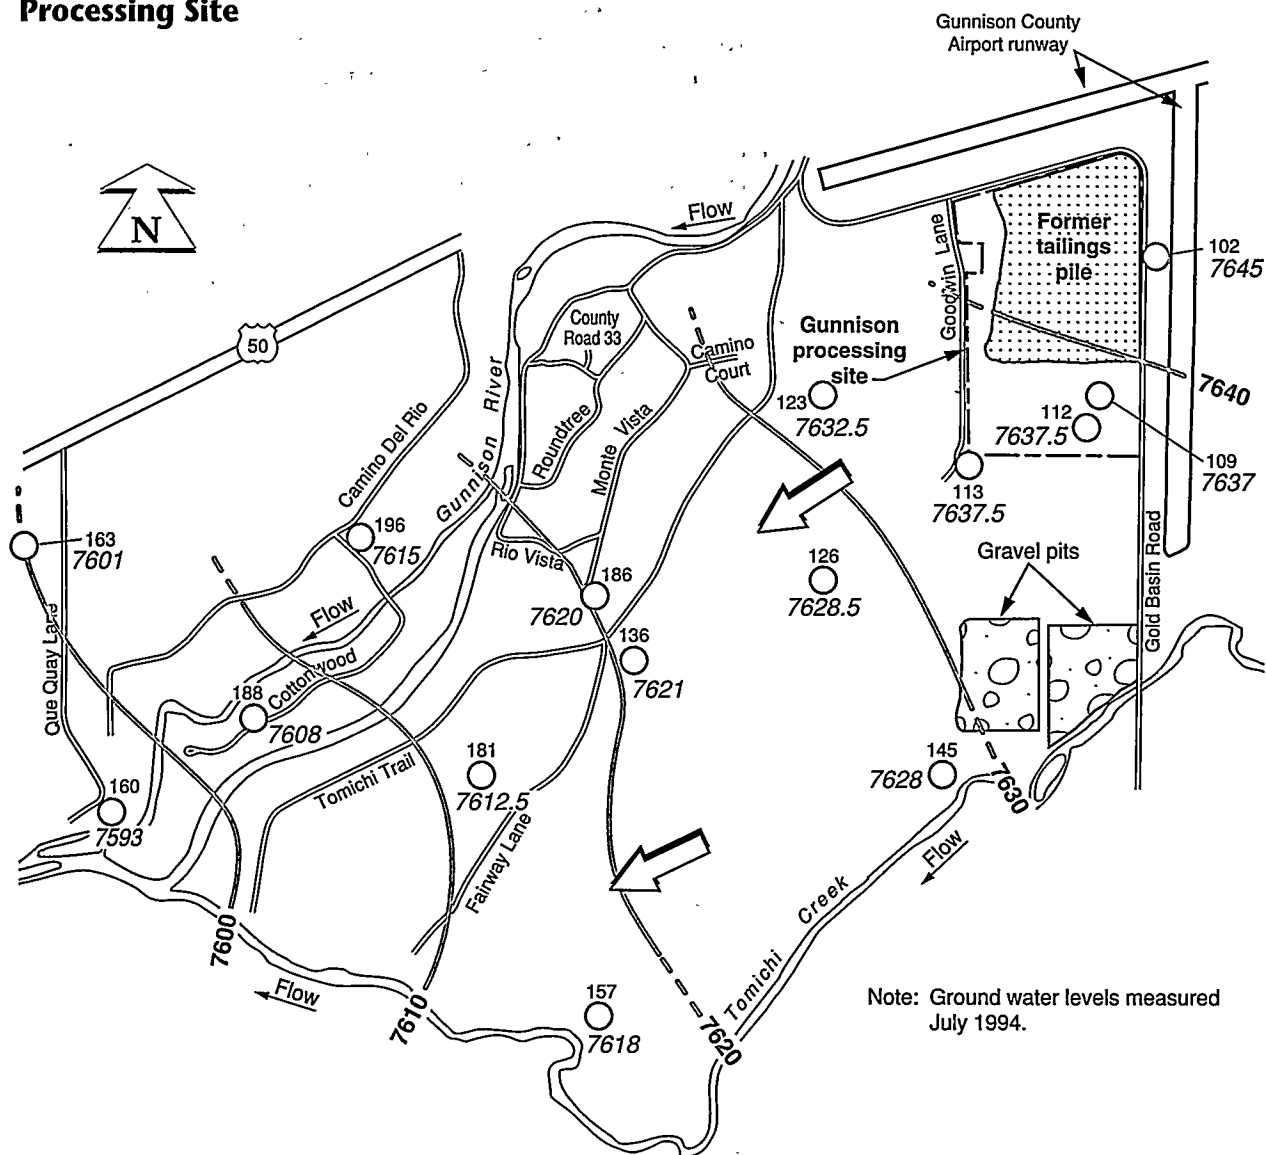 Processing Site
Gunnison County
Airport runway
N
Flow
Former
tailings
pile
102
7645
Goodwin Lane
50
County
Road 33
Camino
Court
Gunnison
processing
site
7640
123
7632.5
112
7637.5
109
7637
113
7637.5
Camino Del Rio
Gunnison River
Roundtree
Monte Vista
163
7601
196
7615
Rio Vista
186
7620
126
7628.5
Gravel pits
Gold Basin Road
Flow
136
7621
Que Quay Lane
188
Cottonwood
7608
181
7612.5
Tomichi Trail
145
7628
7630
160
7593
Fairway Lane
Flow
Tomichi Creek
7600
7610
Flow
157
7618
7620
Note: Ground water levels measured
July 1994.